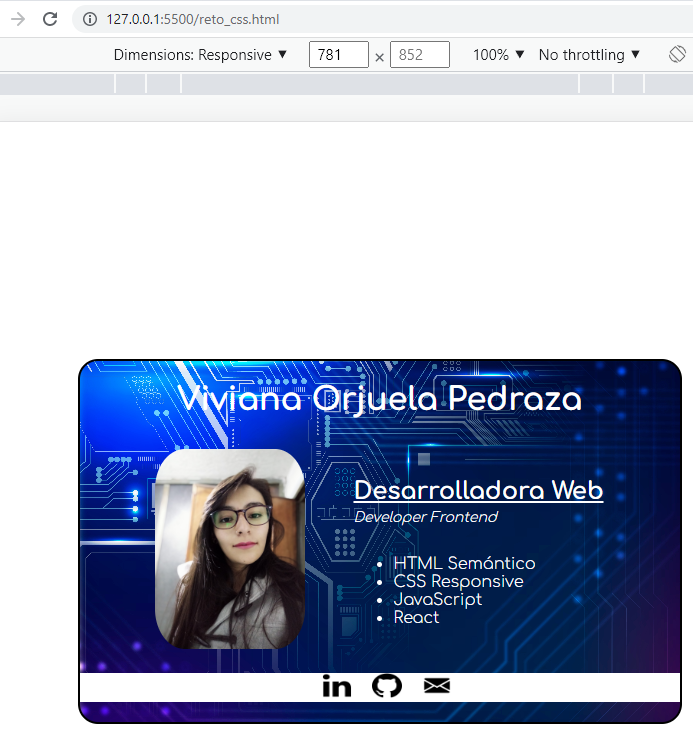 127.0.0.1:5500/reto_css.html
Dimensions: Responsive ▼ 781 × 852 100% ▼ No throttling ▼
Viviana Orjuela Pedraza
Desarrolladora Web
Developer Frontend
• HTML Semántico
• CSS Responsive
• JavaScript
• React
in